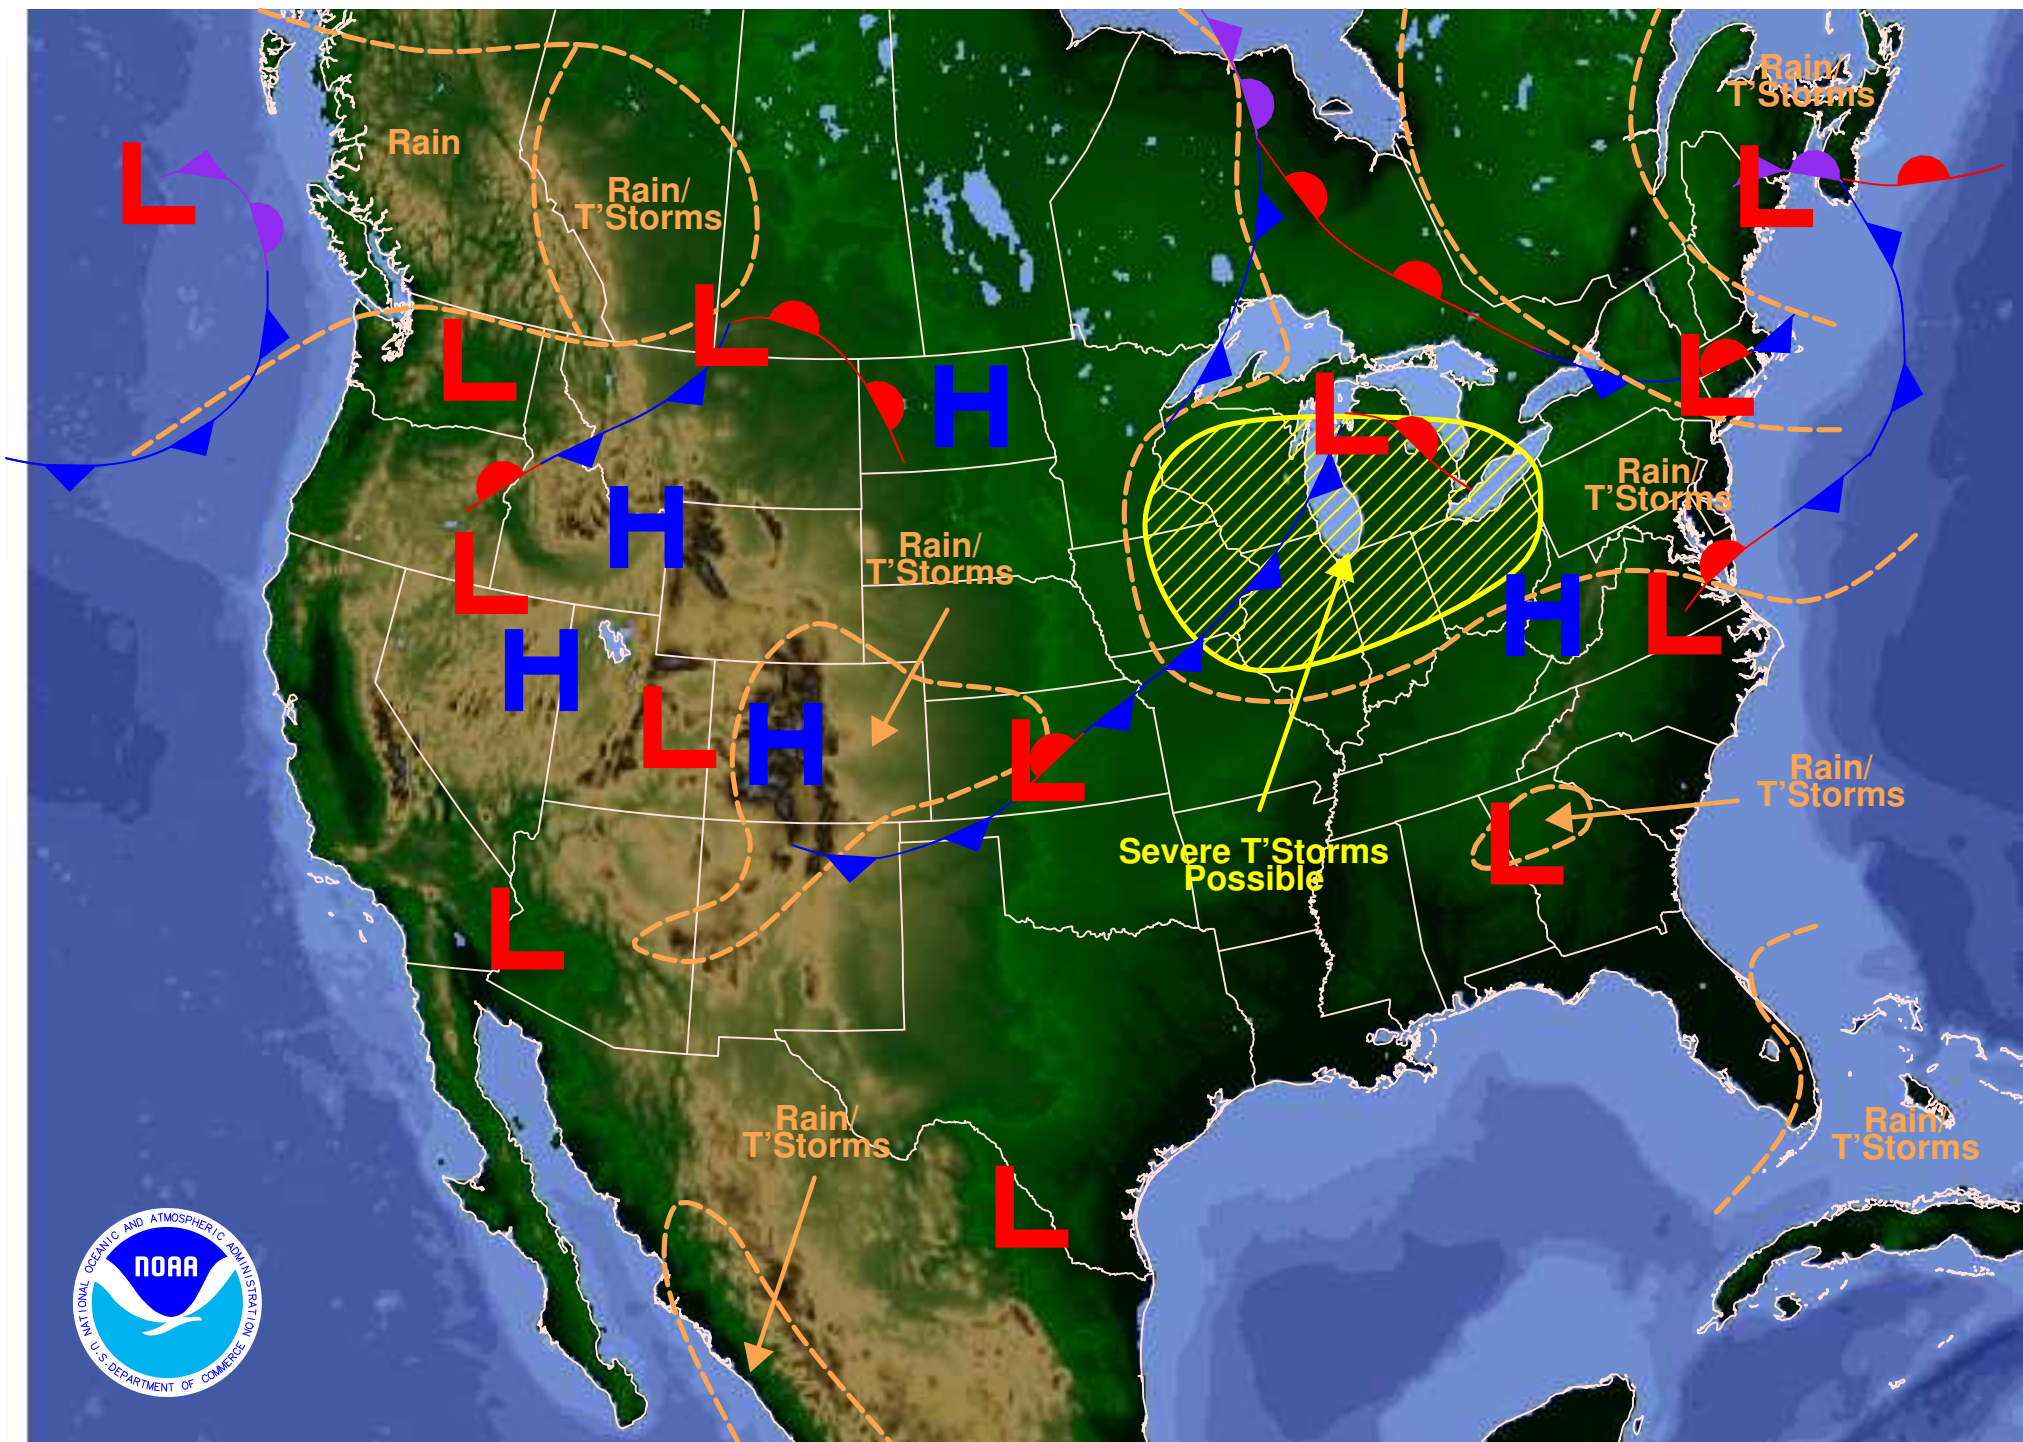 Rain/
T'Storms
Rain
L
L
Rain/
T'Storms
L
L
L
H
L
L
H
Rain/
T'Storms
H
Rain/
T'Storms
L
H
L
H
L
L
H
L
Rain/
T'Storms
L
Severe T'Storms
Possible
L
Rain/
T'Storms
Rain/
T'Storms
L
NATIONAL OCEANIC AND ATMOSPHERIC ADMINISTRATION
NOAA
U.S. DEPARTMENT OF COMMERCE